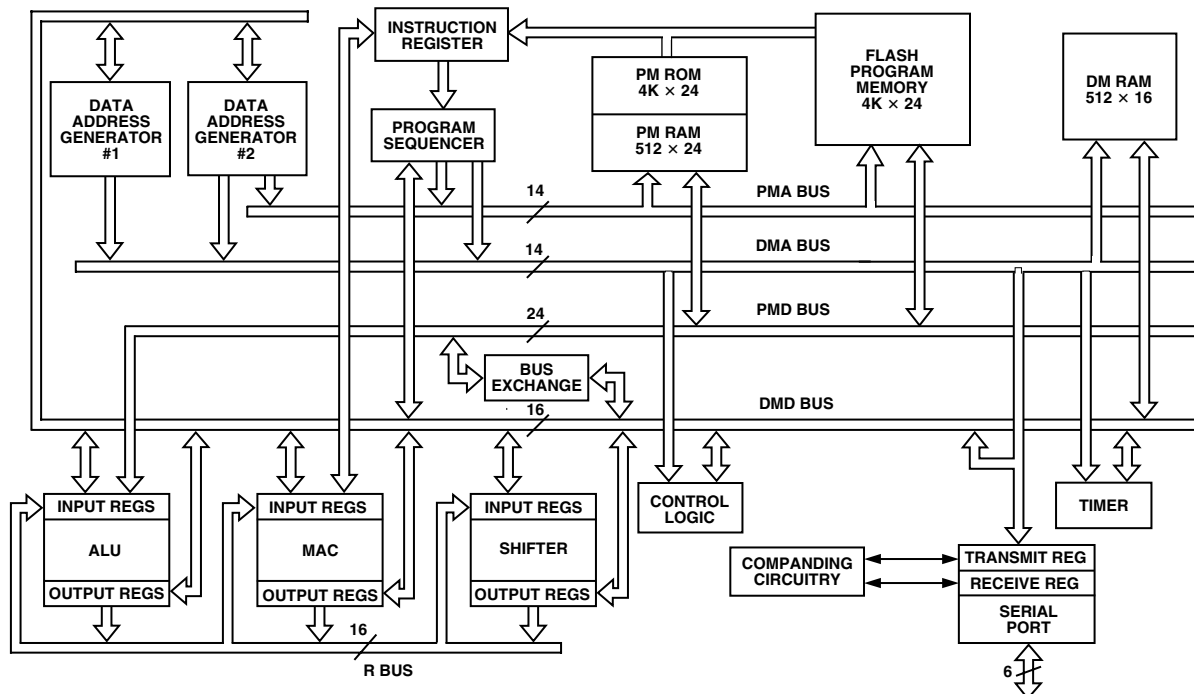 INSTRUCTION
REGISTER
DATA
ADDRESS
GENERATOR
#1
DATA
ADDRESS
GENERATOR
#2
PROGRAM
SEQUENCER
PM ROM
4K × 24
PM RAM
512 × 24
FLASH
PROGRAM
MEMORY
4K × 24
DM RAM
512 × 16
14
PMA BUS
14
DMA BUS
24
PMD BUS
BUS
EXCHANGE
16
DMD BUS
INPUT REGS
ALU
OUTPUT REGS
INPUT REGS
MAC
OUTPUT REGS
INPUT REGS
SHIFTER
OUTPUT REGS
16
R BUS
CONTROL
LOGIC
TIMER
COMPANDING
CIRCUITRY
TRANSMIT REG
RECEIVE REG
SERIAL
PORT
6